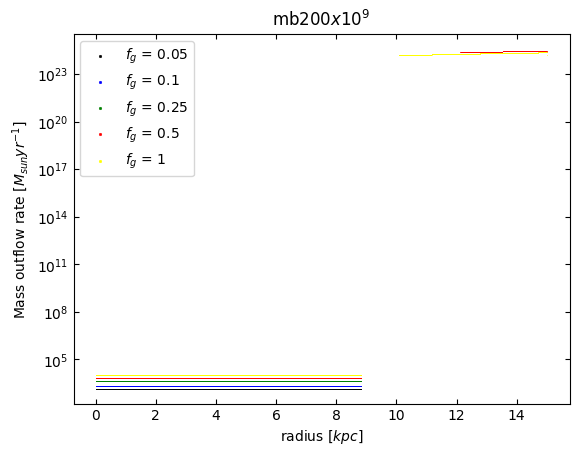 mb200x10^9
f_g = 0.05
f_g = 0.1
f_g = 0.25
f_g = 0.5
f_g = 1
Mass outflow rate [M_{sun}yr^{-1}]
10^{23}
10^{20}
10^{17}
10^{14}
10^{11}
10^8
10^5
0 2 4 6 8 10 12 14
radius [kpc]